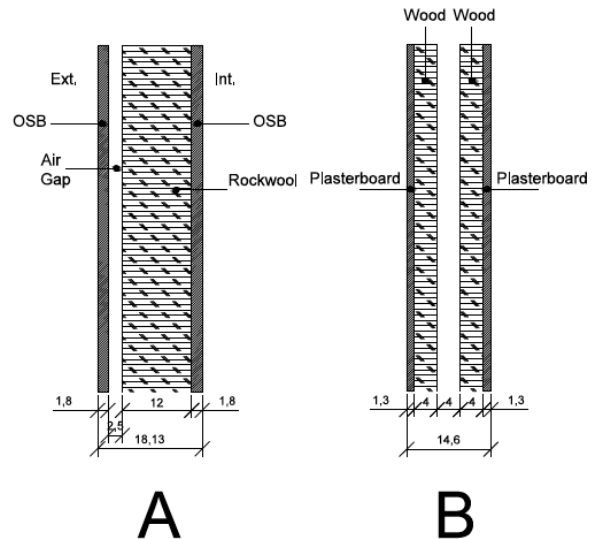 Wood Wood
Ext. Int.
OSB OSB
Air
Gap
Rockwool
Plasterboard Plasterboard
1,8 12 1,8
2,5
18,13
1,3 4 4 4 1,3
14,6
A B